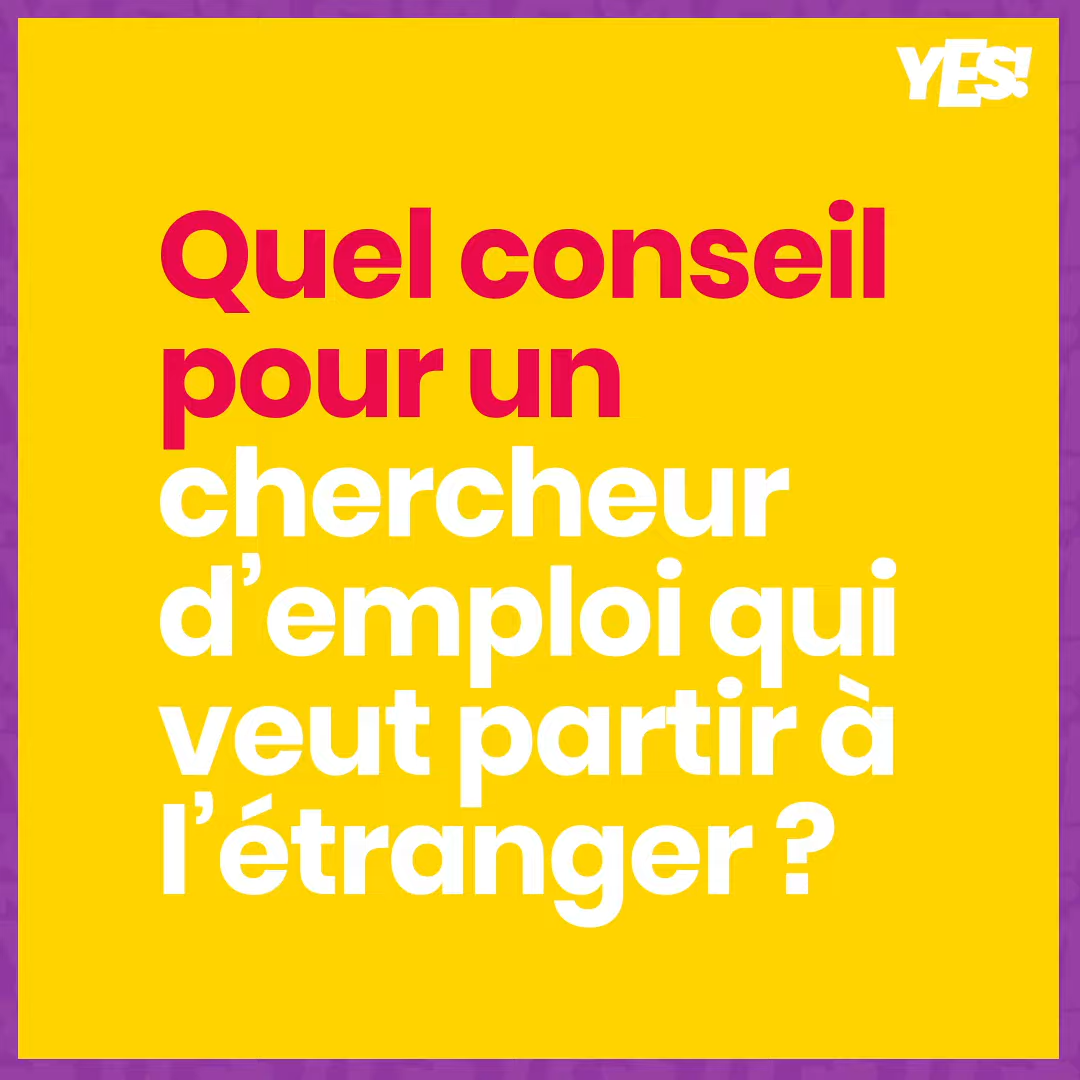 YES!
Quel conseil
pour un
chercheur
d’emploi qui
veut partir à
l’étranger ?